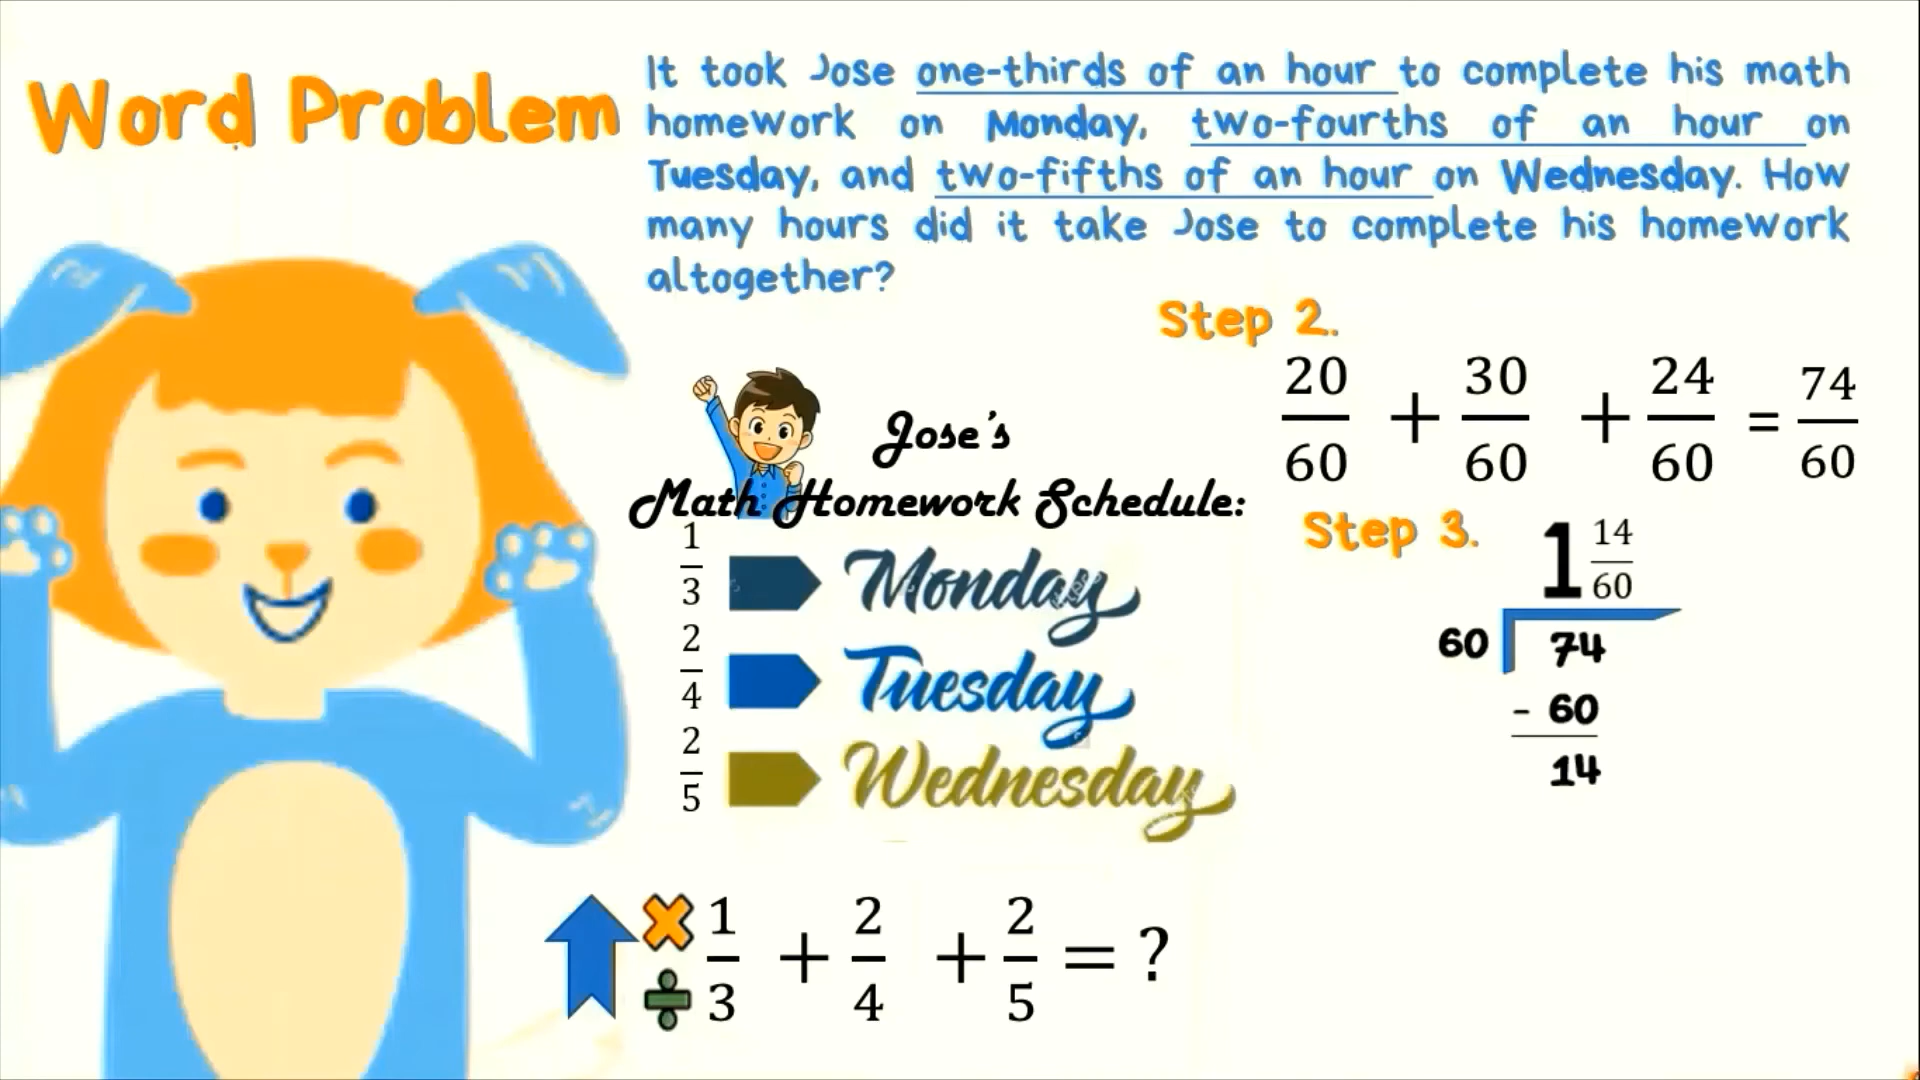 Word Problem
It took Jose one-thirds of an hour to complete his math
homework on Monday, two-fourths of an hour on
Tuesday, and two-fifths of an hour on Wednesday. How
many hours did it take Jose to complete his homework
altogether?
Step 2.
20/60 + 30/60 + 24/60 = 74/60
Jose's
Math Homework Schedule:
1/3 Monday
2/4 Tuesday
2/5 Wednesday
Step 3.
1 14/60
60 74
- 60
14
1/3 + 2/4 + 2/5 = ?